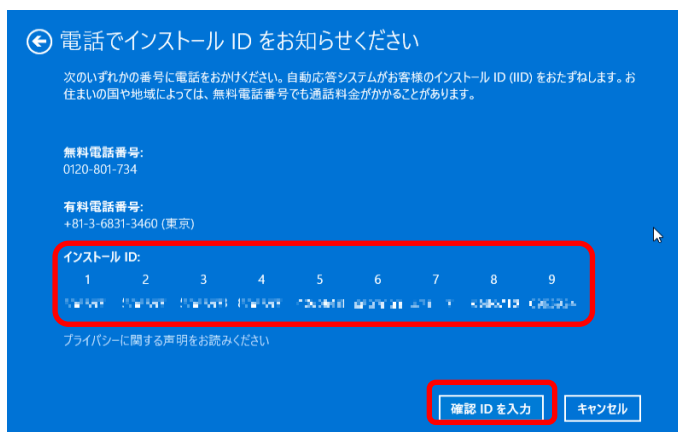 電話でインストール ID をお知らせください
次のいずれかの番号に電話をおかけください。自動応答システムがお客様のインストール ID (IID) をおたずねします。お
住まいの国や地域によっては、無料電話番号でも通話料金がかかることがあります。
無料電話番号:
0120-801-734
有料電話番号:
+81-3-6831-3460 (東京)
インストール ID:
1 2 3 4 5 6 7 8 9
プライバシーに関する声明をお読みください
確認 ID を入力 キャンセル